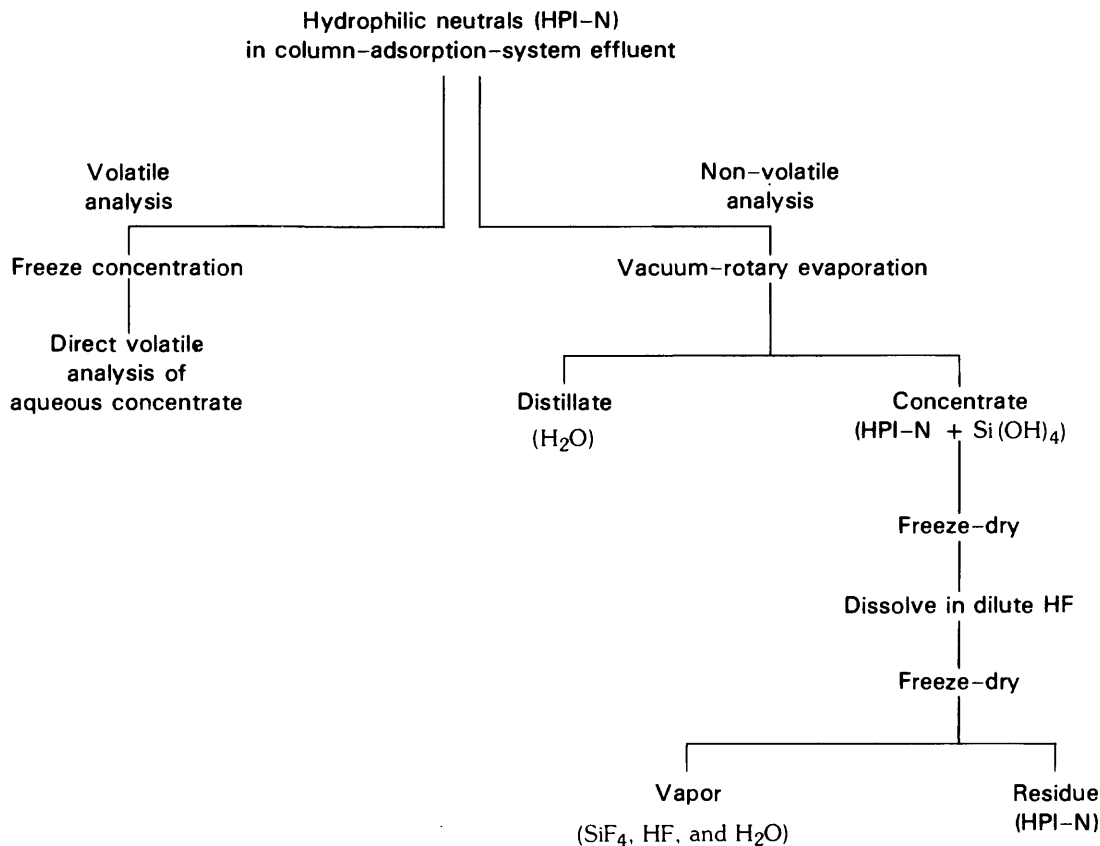 Hydrophilic neutrals (HPI-N)
in column-adsorption-system effluent
Volatile
analysis
Non-volatile
analysis
Freeze concentration
Vacuum-rotary evaporation
Direct volatile
analysis of
aqueous concentrate
Distillate
(H₂O)
Concentrate
(HPI-N + Si(OH)₄)
Freeze-dry
Dissolve in dilute HF
Freeze-dry
Vapor
(SiF₄, HF, and H₂O)
Residue
(HPI-N)